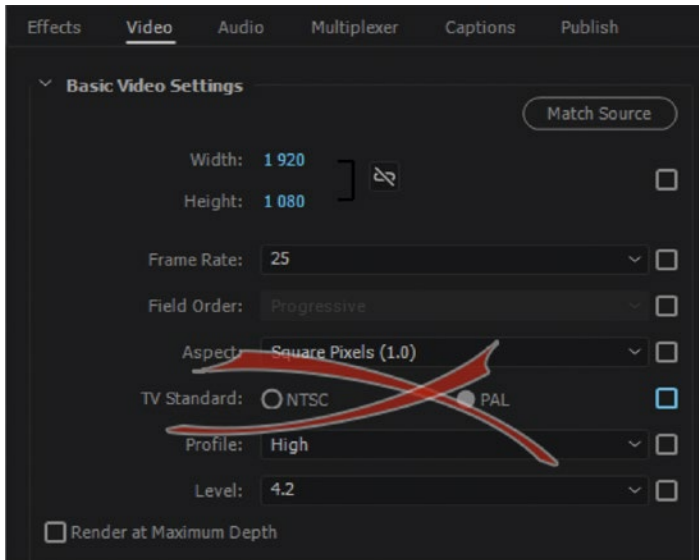 Effects Video Audio Multiplexer Captions Publish
Basic Video Settings
Match Source
Width: 1 920
Height: 1 080
Frame Rate: 25
Field Order: Progressive
Aspect: Square Pixels (1.0)
TV Standard: NTSC PAL
Profile: High
Level: 4.2
Render at Maximum Depth